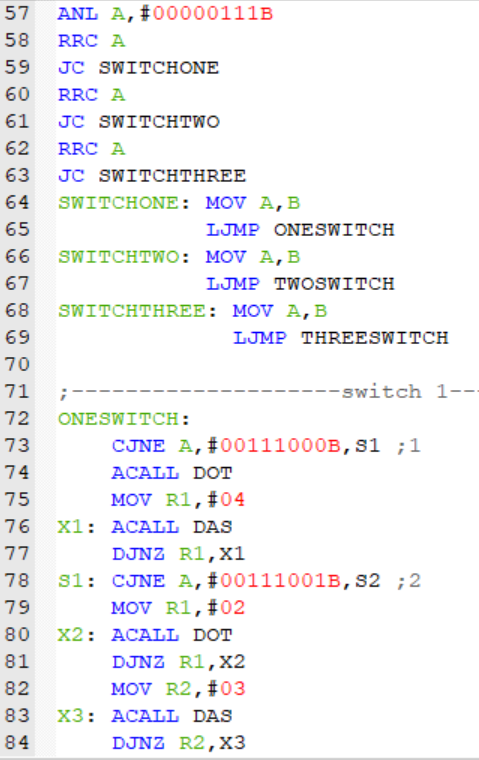 57 ANL A,#00000111B
58 RRC A
59 JC SWITCHONE
60 RRC A
61 JC SWITCHTWO
62 RRC A
63 JC SWITCHTHREE
64 SWITCHONE: MOV A,B
65 LJMP ONESWITCH
66 SWITCHTWO: MOV A,B
67 LJMP TWOSWITCH
68 SWITCHTHREE: MOV A,B
69 LJMP THREESWITCH
70
71 ;--------------------switch 1--
72 ONESWITCH:
73 CJNE A,#00111000B,S1 ;1
74 ACALL DOT
75 MOV R1,#04
76 X1: ACALL DAS
77 DJNZ R1,X1
78 S1: CJNE A,#00111001B,S2 ;2
79 MOV R1,#02
80 X2: ACALL DOT
81 DJNZ R1,X2
82 MOV R2,#03
83 X3: ACALL DAS
84 DJNZ R2,X3